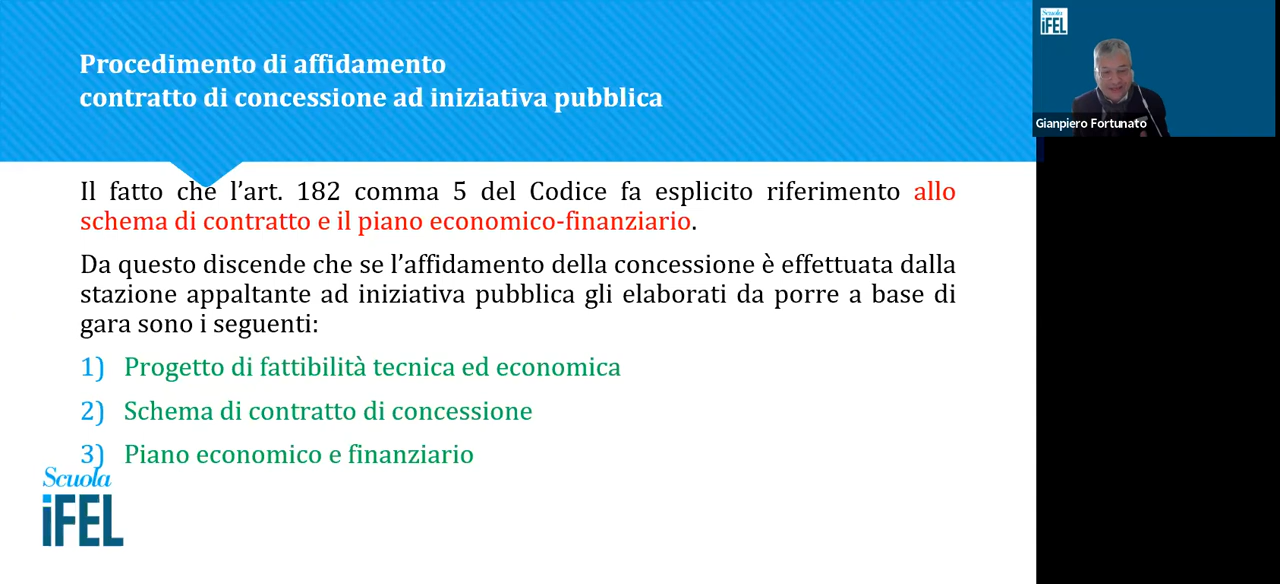 Procedimento di affidamento
contratto di concessione ad iniziativa pubblica
Scuola
iFEL
Gianpiero Fortunato
Il fatto che l’art. 182 comma 5 del Codice fa esplicito riferimento allo
schema di contratto e il piano economico-finanziario.
Da questo discende che se l’affidamento della concessione è effettuata dalla
stazione appaltante ad iniziativa pubblica gli elaborati da porre a base di
gara sono i seguenti:
1) Progetto di fattibilità tecnica ed economica
2) Schema di contratto di concessione
3) Piano economico e finanziario
Scuola
iFEL